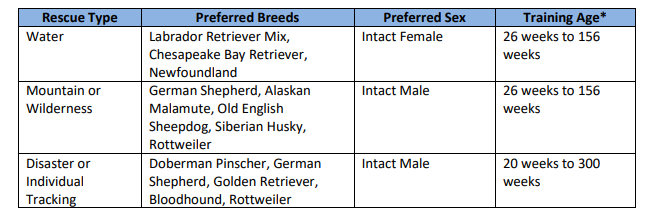 Rescue Type Preferred Breeds Preferred Sex Training Age*
Water Labrador Retriever Mix, Intact Female 26 weeks to 156
Chesapeake Bay Retriever, weeks
Newfoundland
Mountain or German Shepherd, Alaskan Intact Male 26 weeks to 156
Wilderness Malamute, Old English weeks
Sheepdog, Siberian Husky,
Rottweiler
Disaster or Doberman Pinscher, German Intact Male 20 weeks to 300
Individual Shepherd, Golden Retriever, weeks
Tracking Bloodhound, Rottweiler